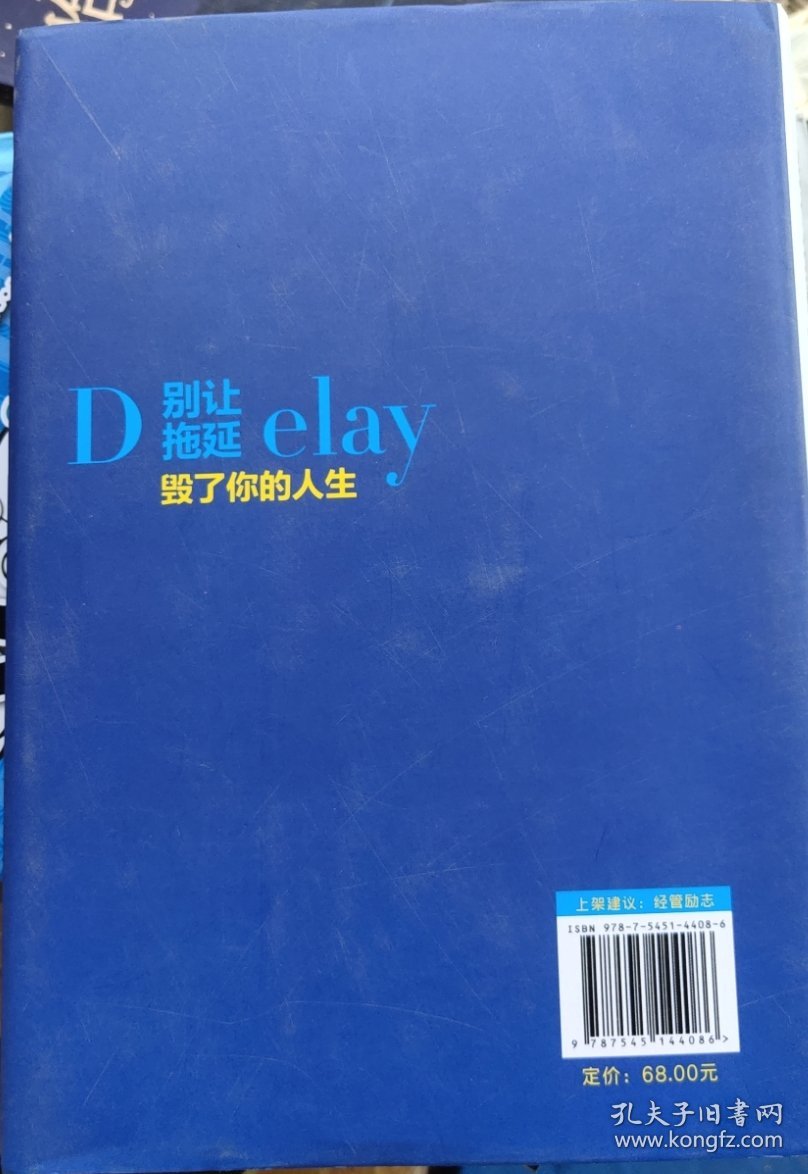 D 别让 elay
拖延
毁了你的人生
上架建议：经管励志
ISBN 978-7-5451-4408-6
9 787545 144086 >
定价：68.00元
孔夫子旧書网
www.kongfz.com